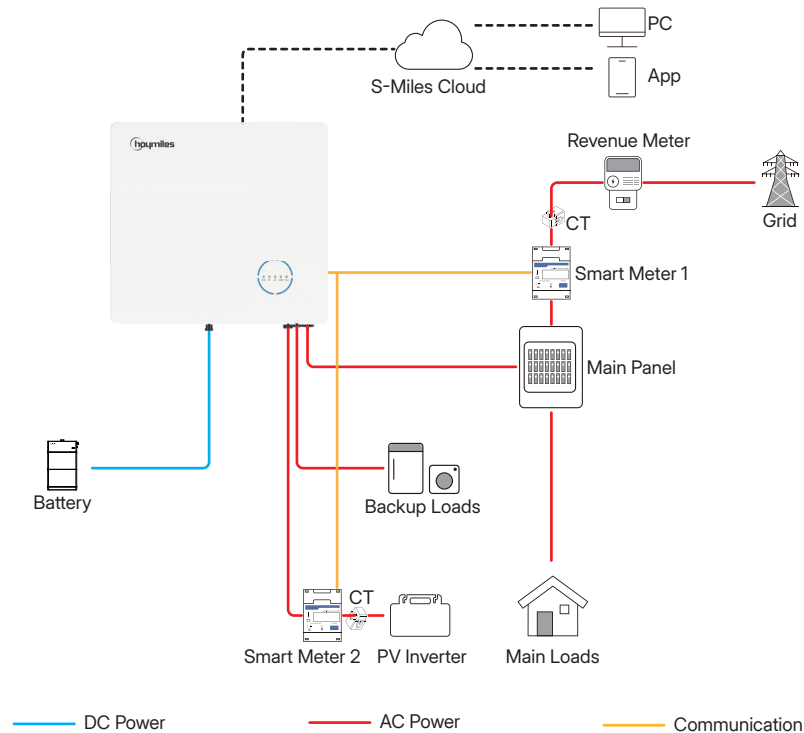 PC
S-Miles Cloud
App
hoymiles
Revenue Meter
CT
Grid
Smart Meter 1
Main Panel
Battery
Backup Loads
CT
Smart Meter 2
PV Inverter
Main Loads
DC Power
AC Power
Communication